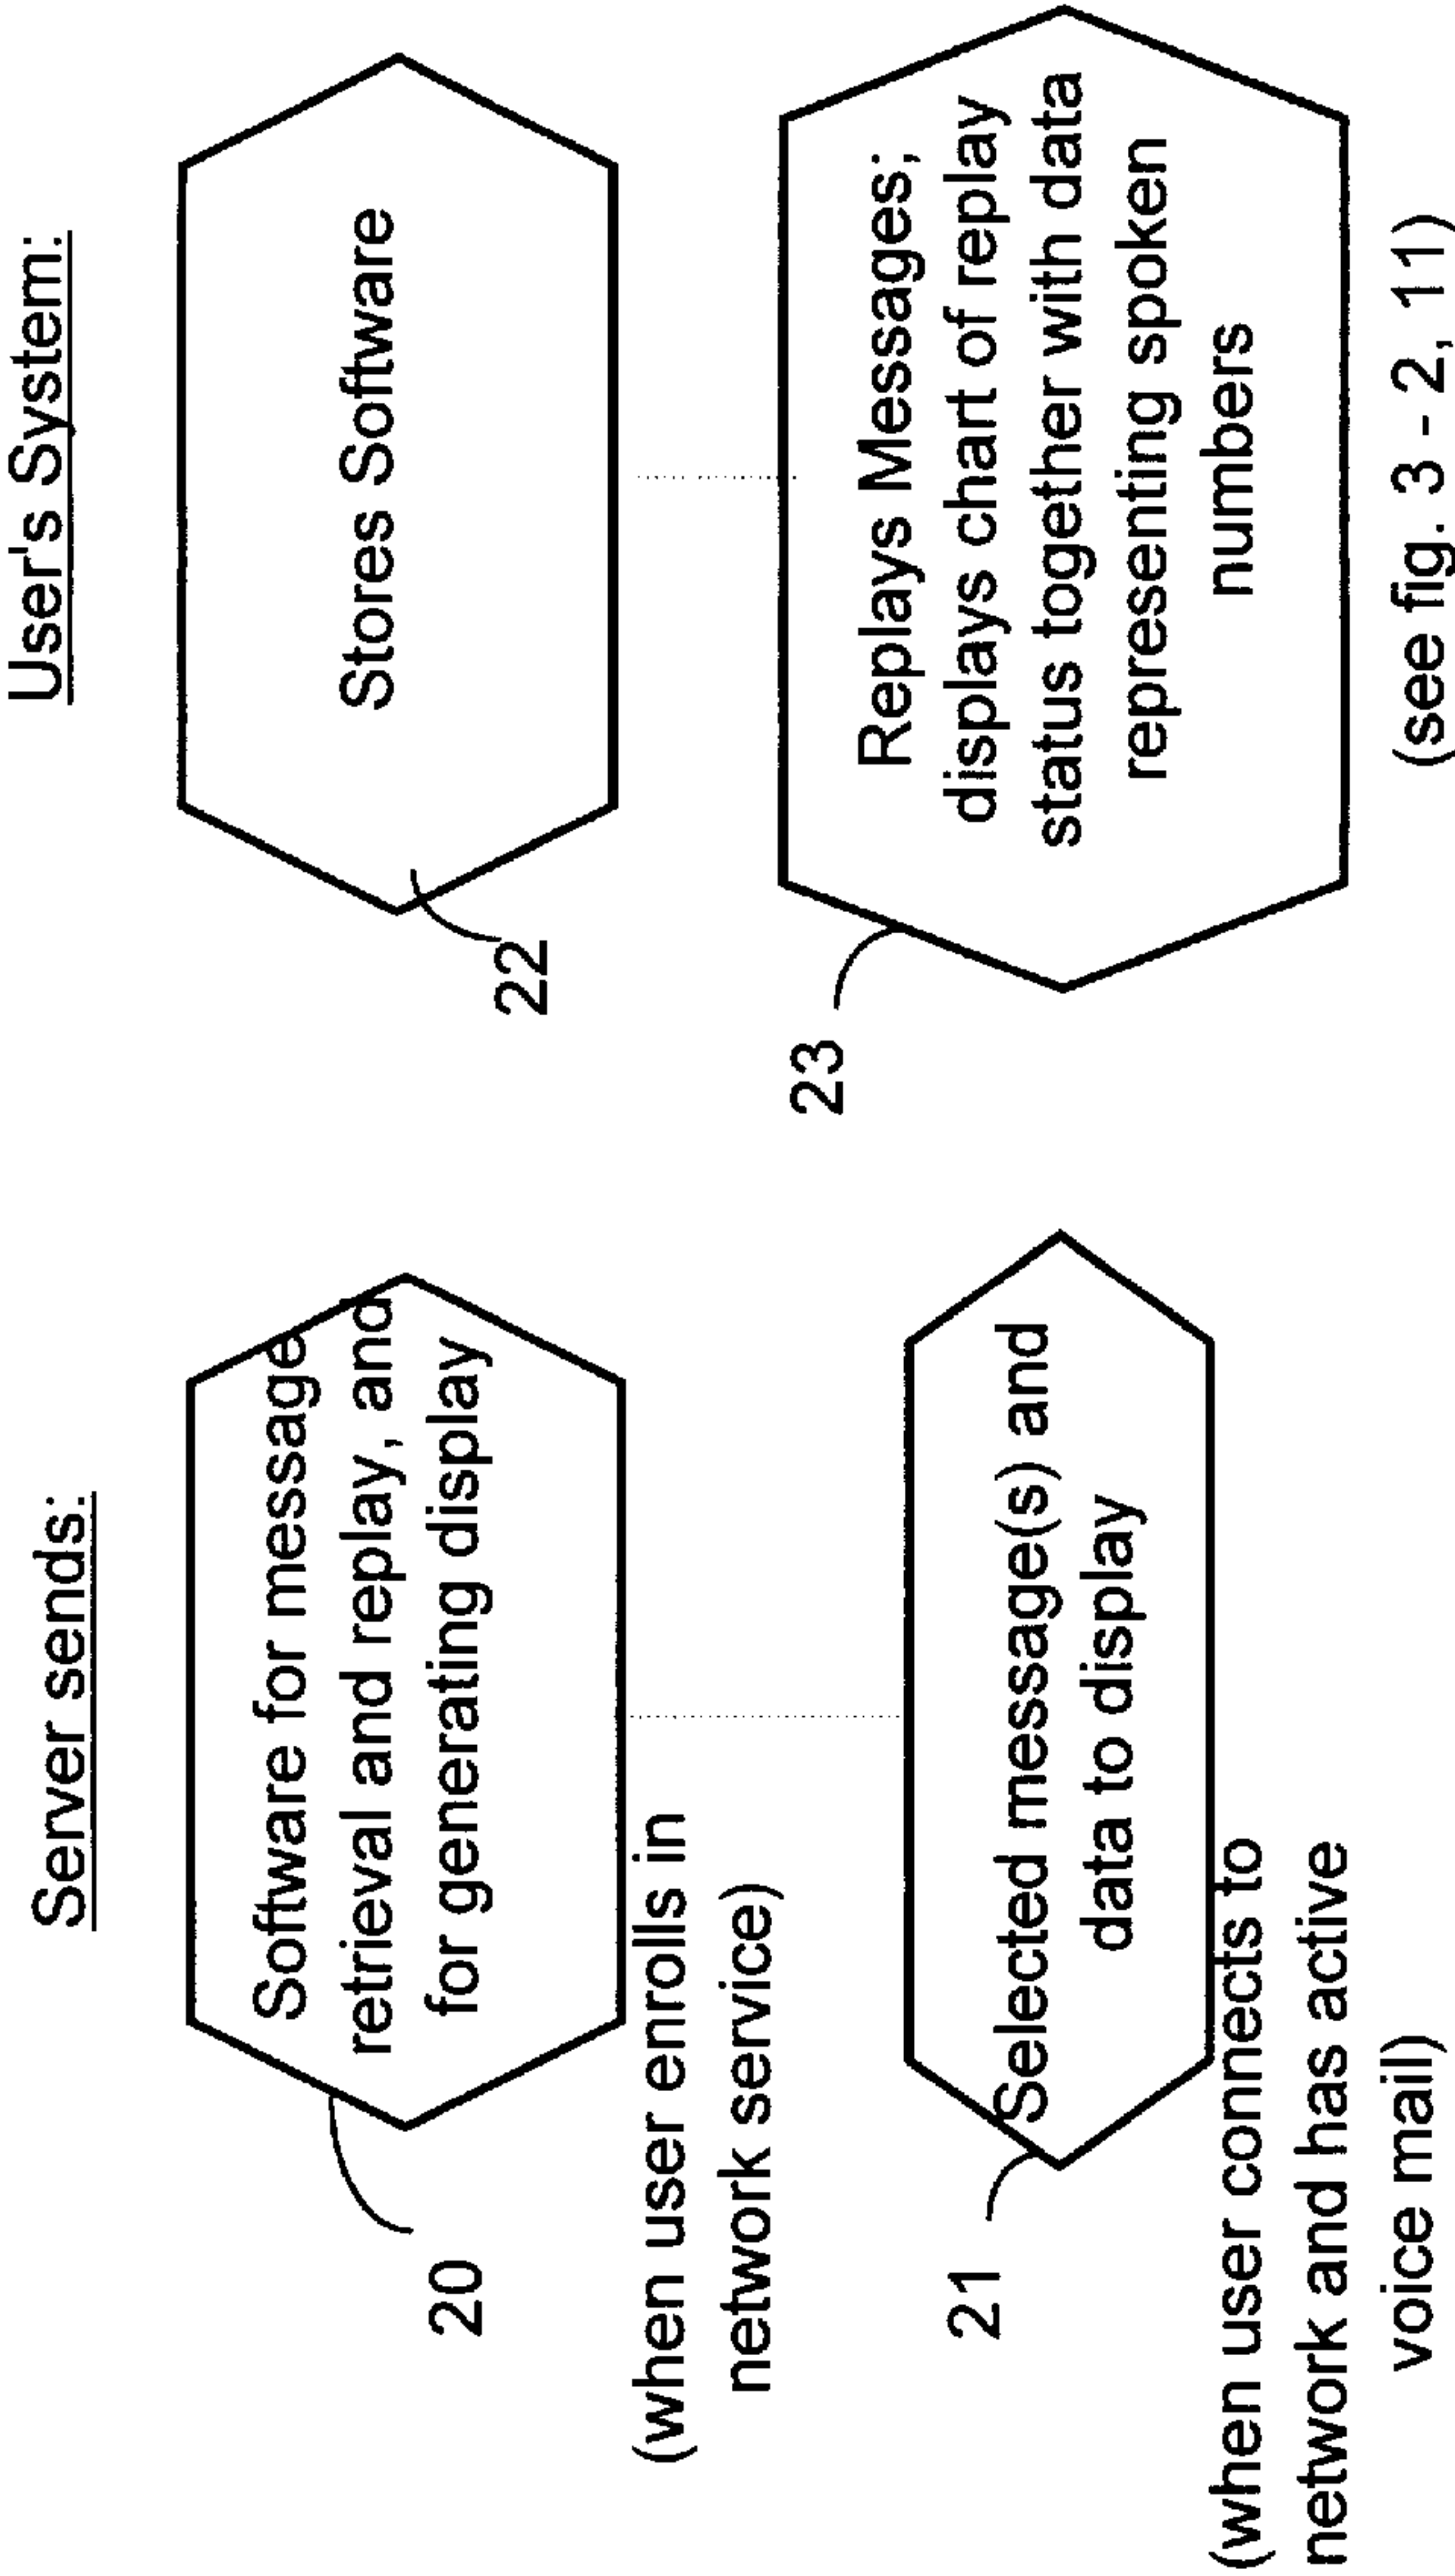 Server sends:
Software for message
retrieval and replay, and
for generating display
20
(when user enrolls in
network service)
Selected message(s) and
data to display
21
(when user connects to
network and has active
voice mail)
User's System:
Stores Software
22
Replays Messages;
displays chart of replay
status together with data
representing spoken
numbers
23
(see fig. 3 - 2, 11)